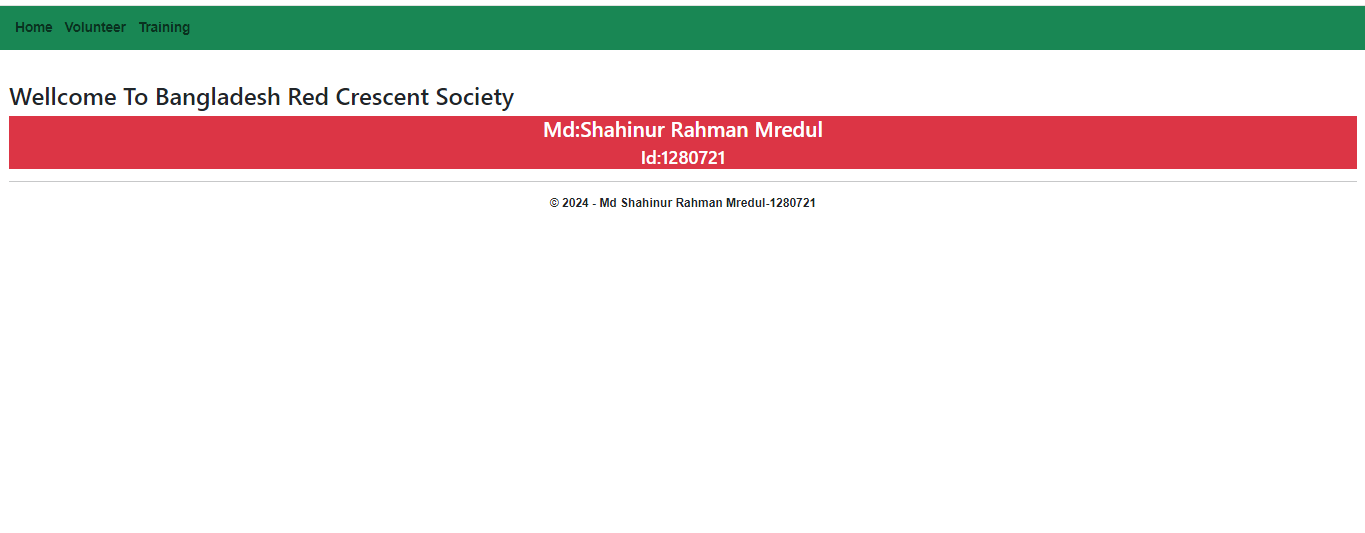 Home Volunteer Training
Wellcome To Bangladesh Red Crescent Society
Md:Shahinur Rahman Mredul
Id:1280721
© 2024 - Md Shahinur Rahman Mredul-1280721